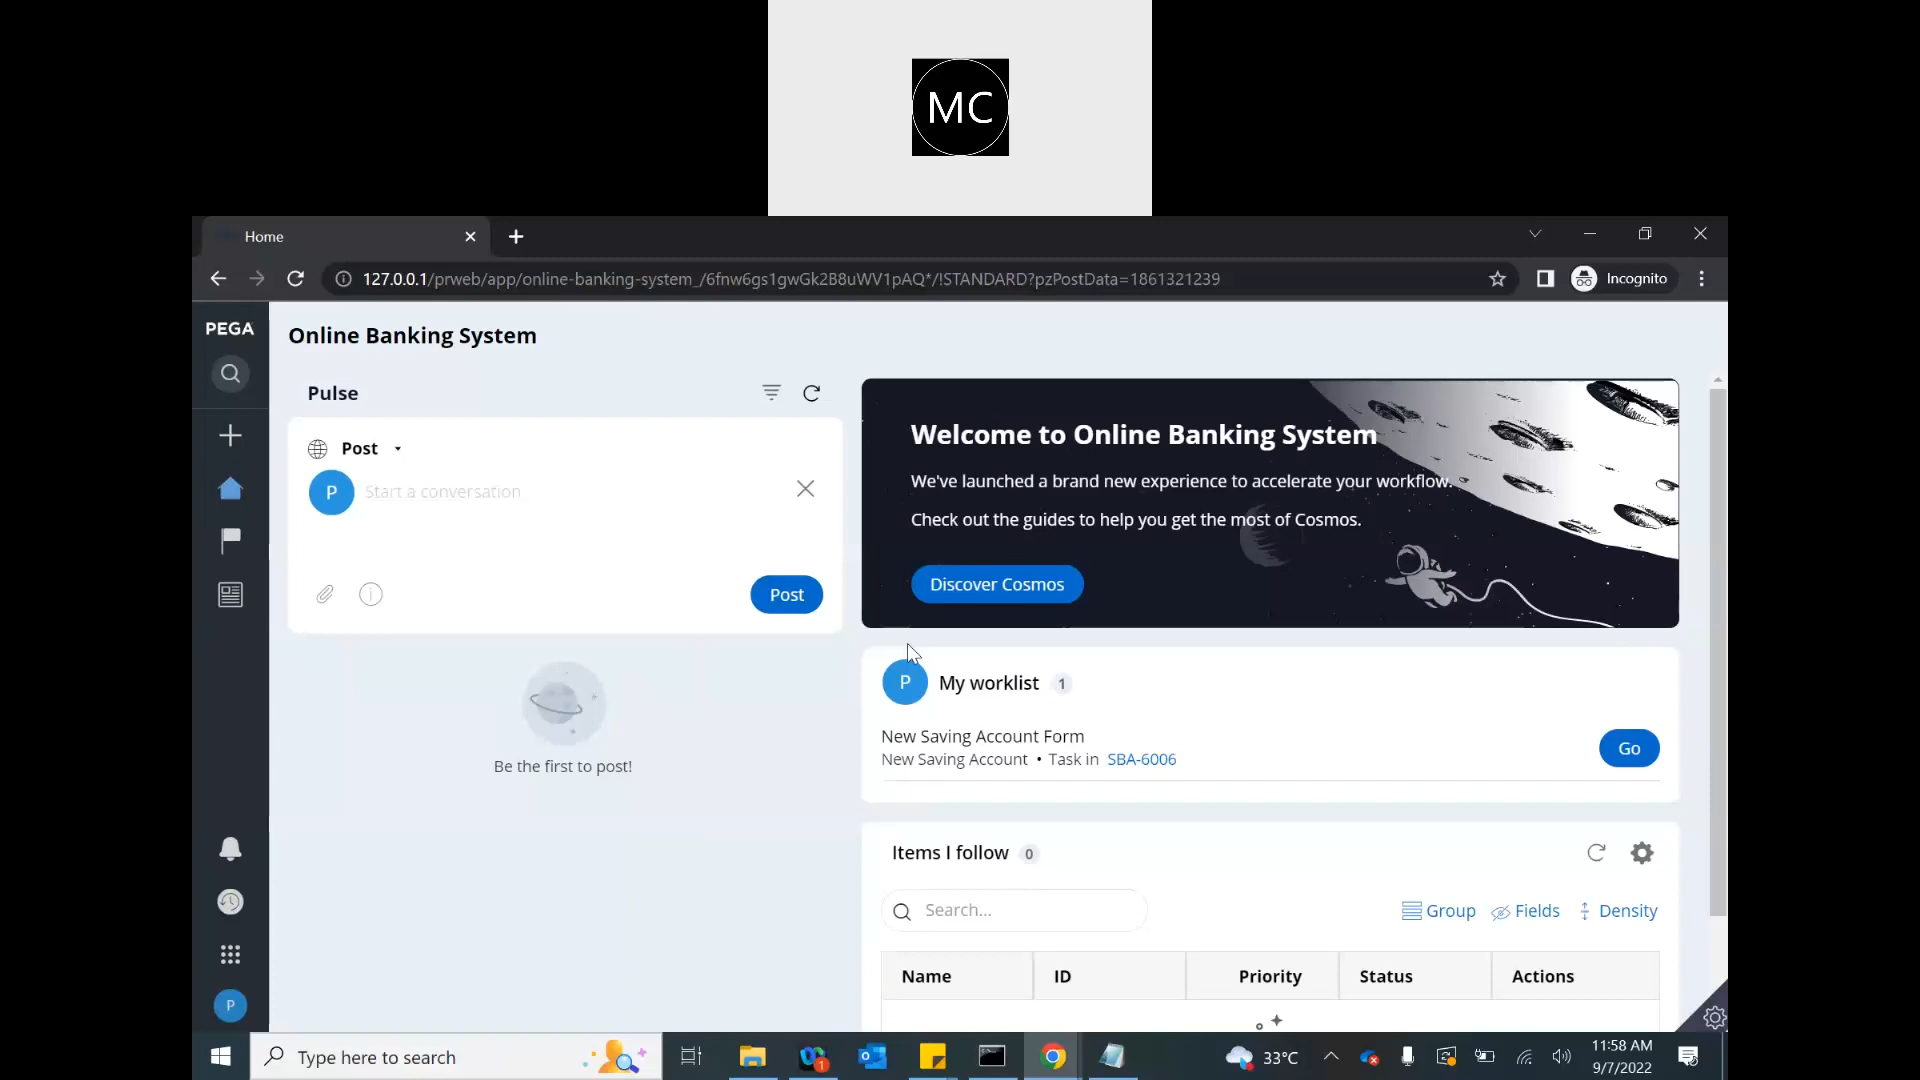 MC
Home
127.0.0.1/prweb/app/online-banking-system_/6fnw6gs1gwGk2B8uWV1pAQ*/!STANDARD?pzPostData=1861321239
Incognito
PEGA
Online Banking System
Pulse
Post
P
Start a conversation
Post
Be the first to post!
Welcome to Online Banking System
We've launched a brand new experience to accelerate your workflow.
Check out the guides to help you get the most of Cosmos.
Discover Cosmos
P
My worklist 1
New Saving Account Form
New Saving Account • Task in SBA-6006
Go
Items I follow 0
Search...
Group
Fields
Density
Name
ID
Priority
Status
Actions
P
Type here to search
1
33°C
11:58 AM
9/7/2022